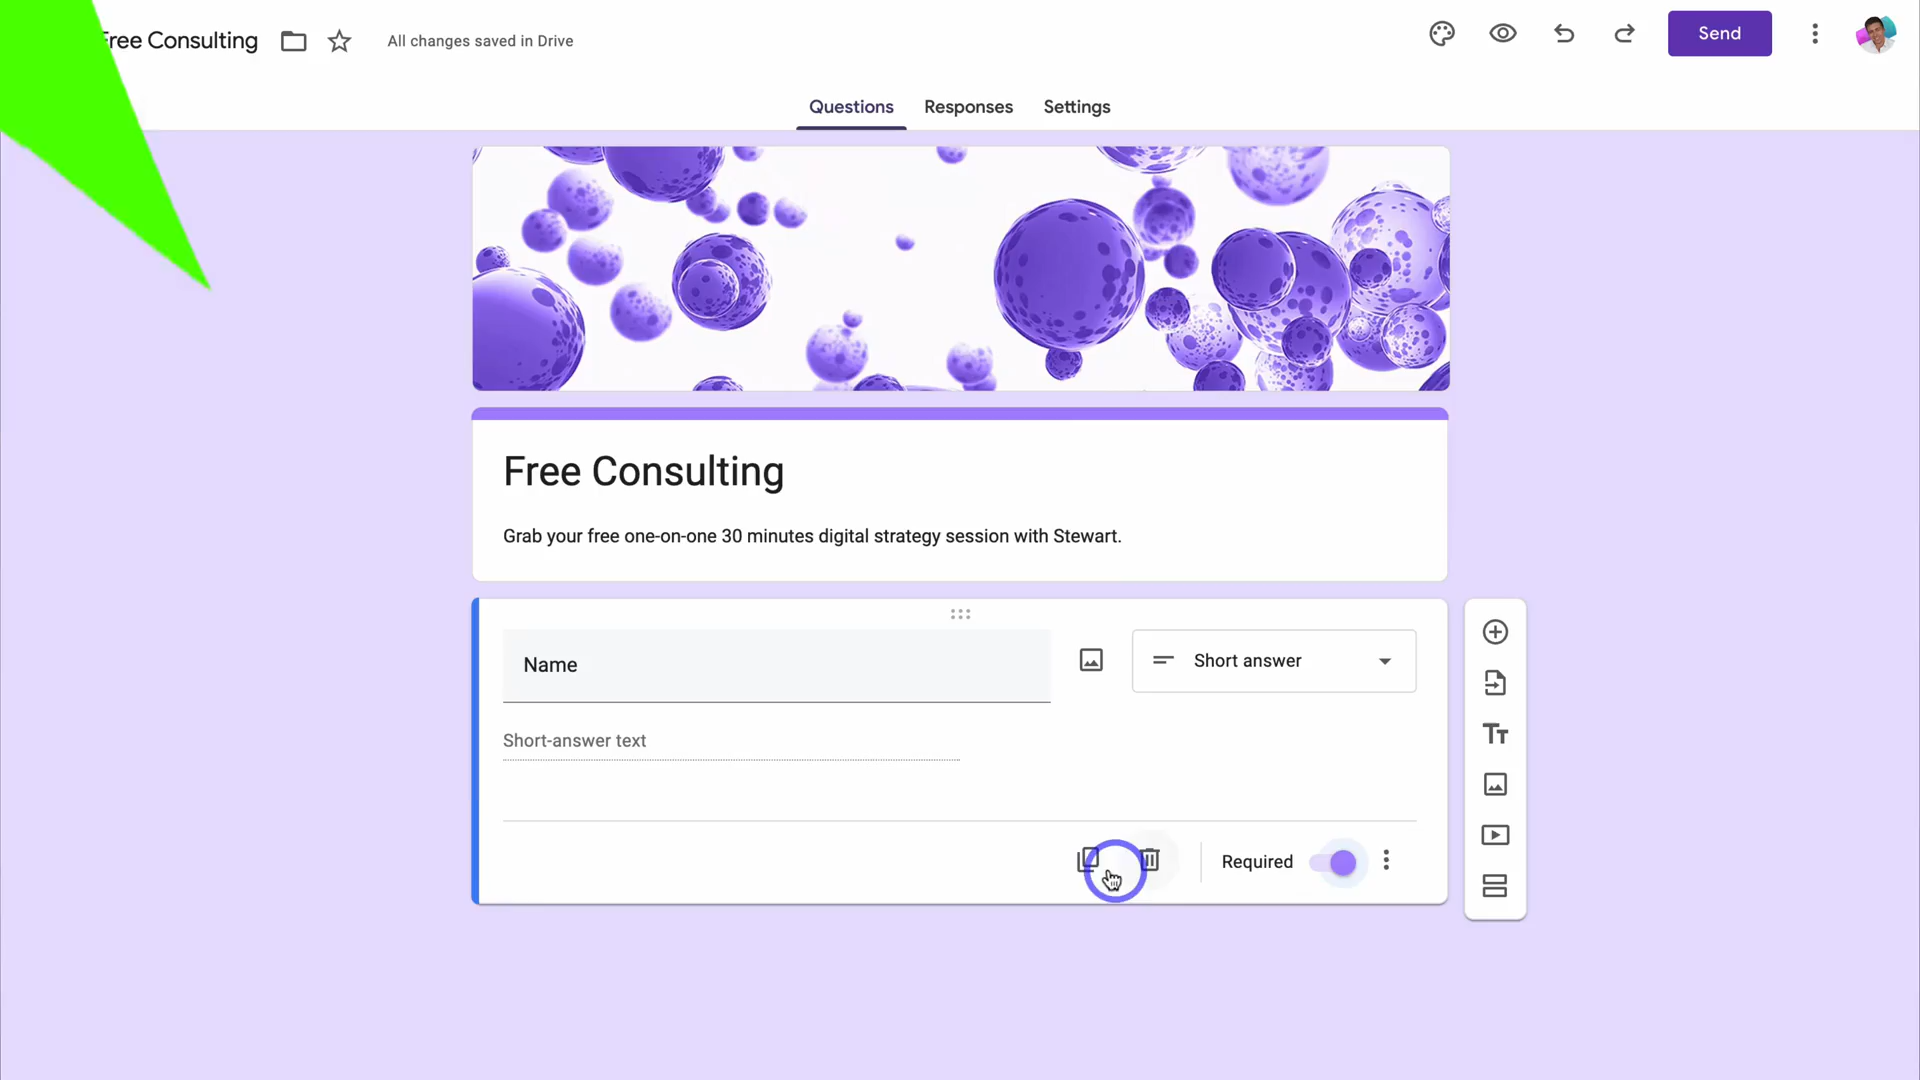 Free Consulting
All changes saved in Drive
Send
Questions
Responses
Settings
Free Consulting
Grab your free one-on-one 30 minutes digital strategy session with Stewart.
Name
Short answer
Short-answer text
Required